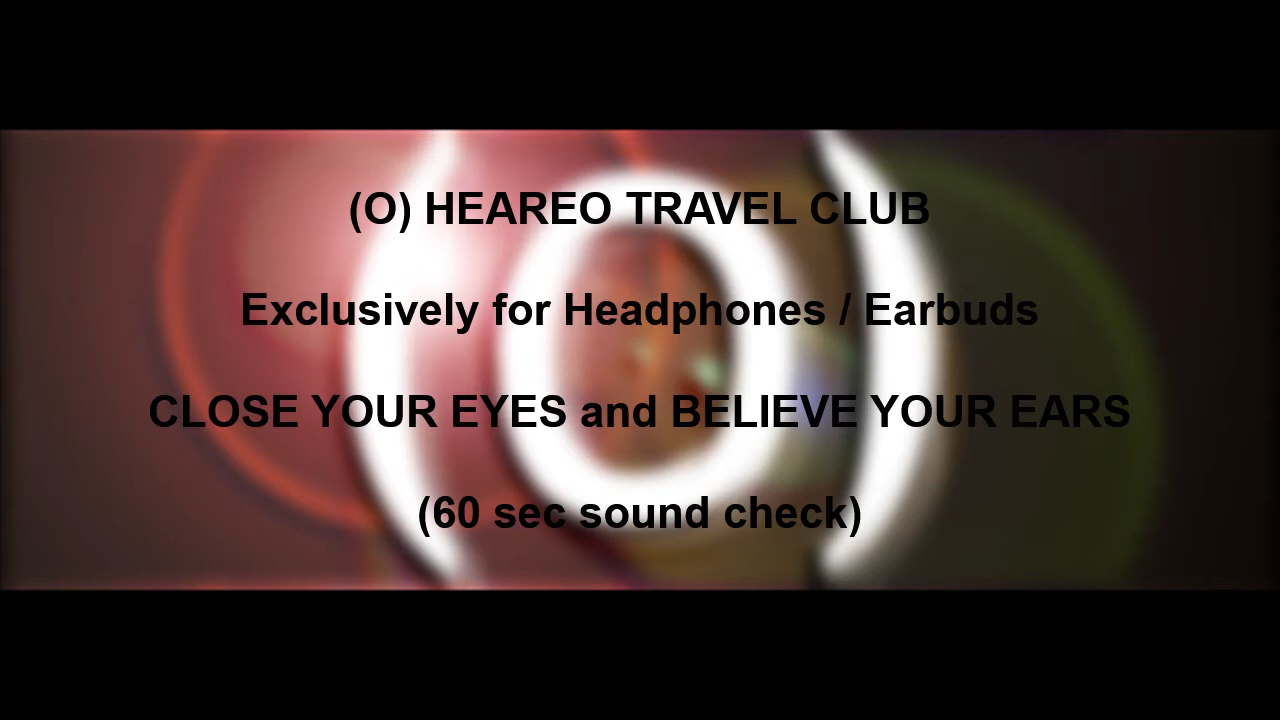 (O) HEAREO TRAVEL CLUB
Exclusively for Headphones / Earbuds
CLOSE YOUR EYES and BELIEVE YOUR EARS
(60 sec sound check)
(O)